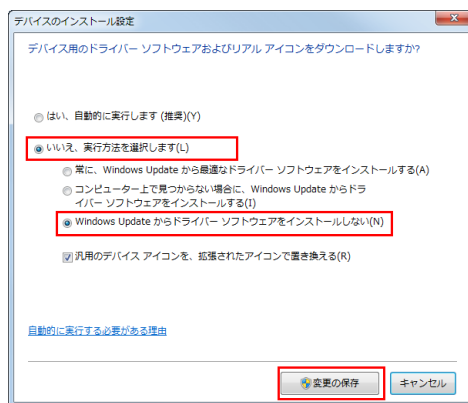 デバイスのインストール設定
デバイス用のドライバー ソフトウェアおよびリアル アイコンをダウンロードしますか?
はい、自動的に実行します (推奨)(Y)
いいえ、実行方法を選択します(L)
常に、Windows Update から最適なドライバー ソフトウェアをインストールする(A)
コンピューター上で見つからない場合に、Windows Update からドラ
イバー ソフトウェアをインストールする(I)
Windows Update からドライバー ソフトウェアをインストールしない(N)
汎用のデバイス アイコンを、拡張されたアイコンで置き換える(R)
自動的に実行する必要がある理由
変更の保存
キャンセル